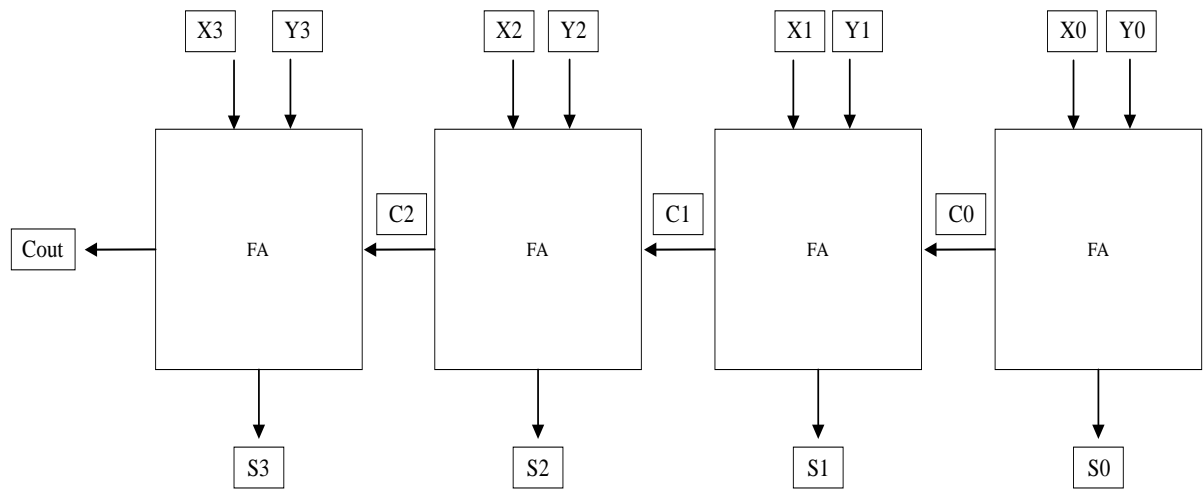 X3 Y3 X2 Y2 X1 Y1 X0 Y0
C2 C1 C0
Cout FA FA FA FA
S3 S2 S1 S0